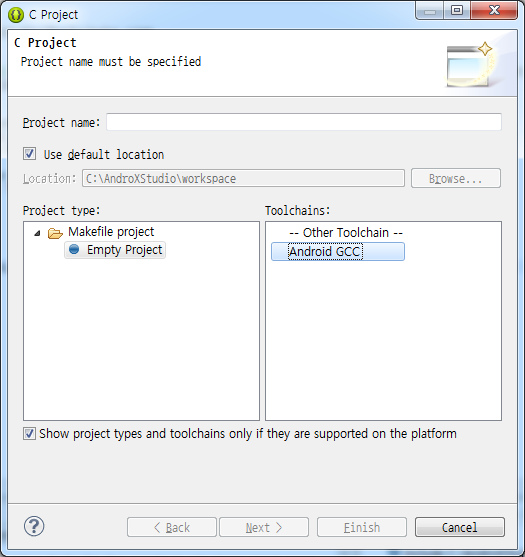 C Project
C Project
Project name must be specified
Project name:
Use default location
Location: C:\AndroXStudio\workspace Browse...
Project type: Toolchains:
Makefile project
Empty Project
-- Other Toolchain --
Android GCC
Show project types and toolchains only if they are supported on the platform
? < Back Next > Finish Cancel